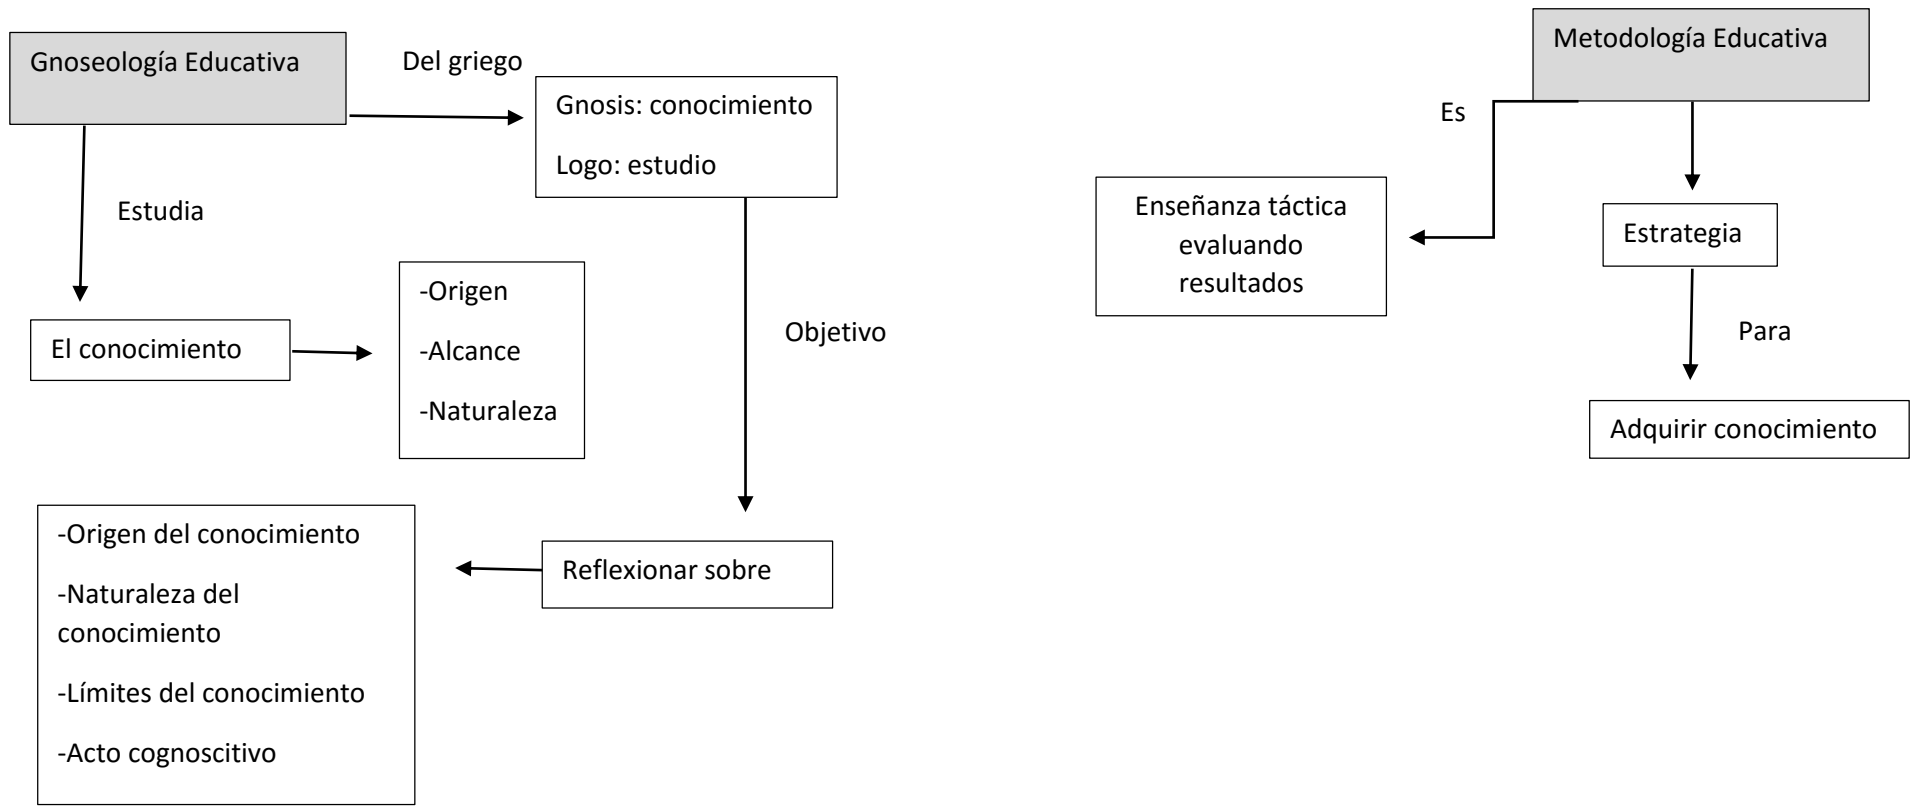 Gnoseología Educativa
Del griego
Gnosis: conocimiento
Logo: estudio
Estudia
El conocimiento
-Origen
-Alcance
-Naturaleza
Objetivo
Reflexionar sobre
-Origen del conocimiento
-Naturaleza del
conocimiento
-Límites del conocimiento
-Acto cognoscitivo
Metodología Educativa
Es
Enseñanza táctica
evaluando
resultados
Estrategia
Para
Adquirir conocimiento